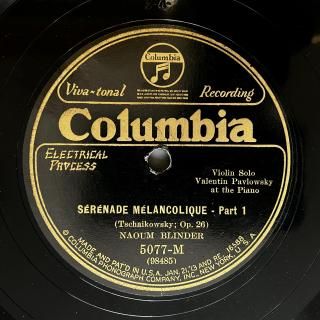 Columbia
Viva-tonal Recording
Columbia
ELECTRICAL
PROCESS
Violin Solo
Valentin Pavlowsky
at the Piano
SÉRÉNADE MÉLANCOLIQUE - Part 1
(Tschaikowsky; Op. 26)
NAOUM BLINDER
5077-M
(98485)
MADE AND PAT'D IN U.S.A. JAN. 21,'13 AND RE. 16588
© COLUMBIA PHONOGRAPH COMPANY, INC., NEW YORK, U.S.A.